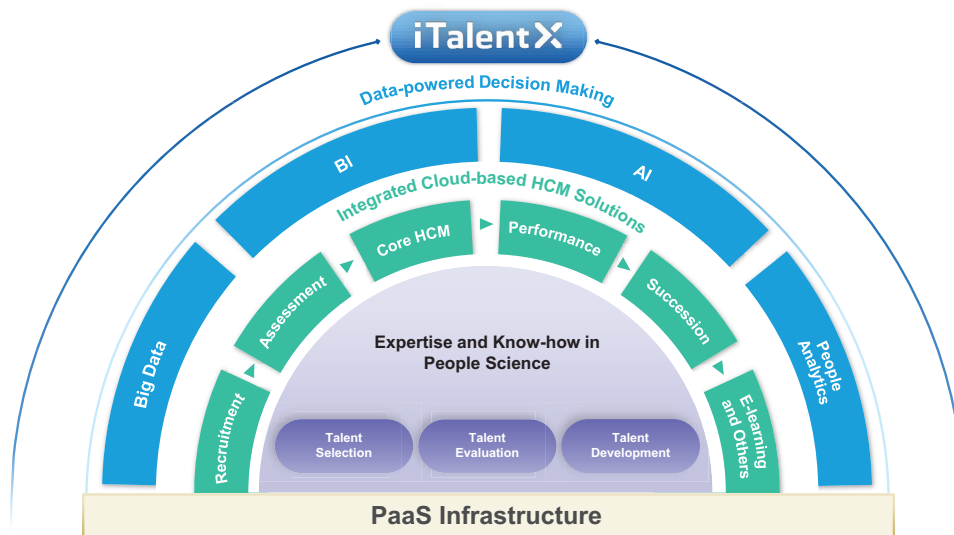 iTalentX
Data-powered Decision Making
Big Data
BI
AI
People
Analytics
Integrated Cloud-based HCM Solutions
Recruitment
Assessment
Core HCM
Performance
Succession
E-learning
and Others
Expertise and Know-how in
People Science
Talent
Selection
Talent
Evaluation
Talent
Development
PaaS Infrastructure